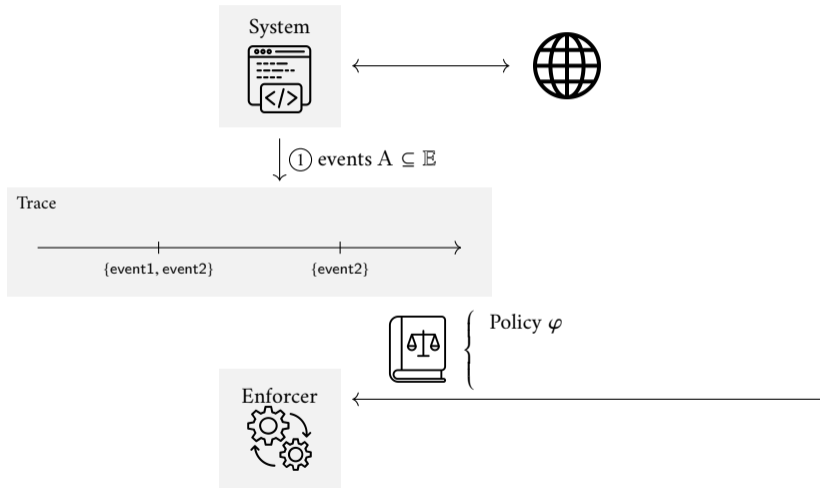 System
</>
① events A ⊆ 𝔼
Trace
{event1, event2}
{event2}
Policy φ
Enforcer